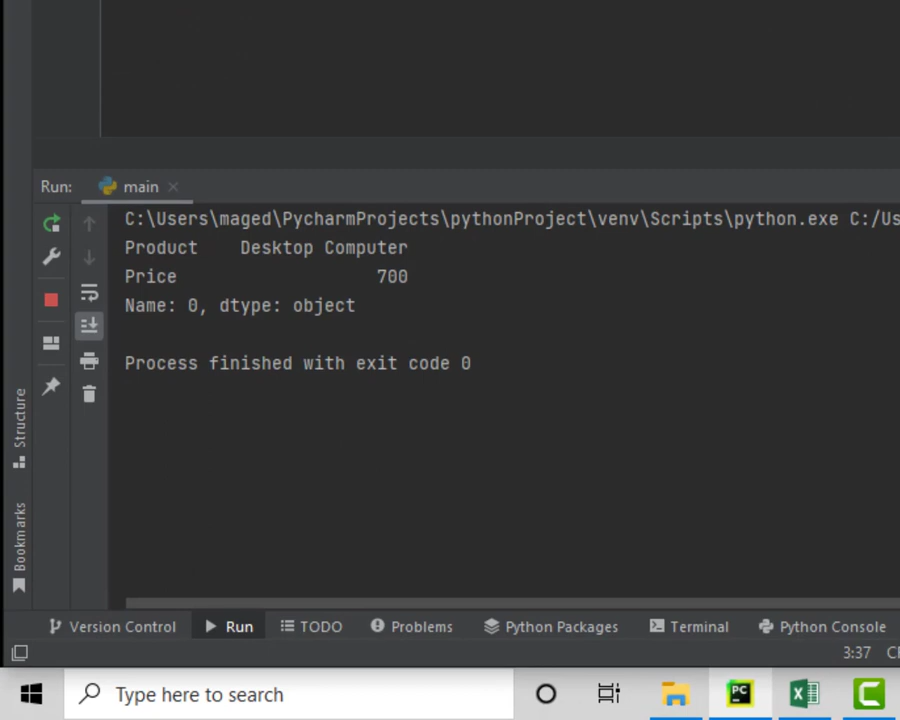 Run: main
C:\Users\maged\PycharmProjects\pythonProject\venv\Scripts\python.exe C:/Us
Product Desktop Computer
Price 700
Name: 0, dtype: object
Process finished with exit code 0
Structure
Bookmarks
Version Control Run TODO Problems Python Packages Terminal Python Console
3:37
PC
Type here to search